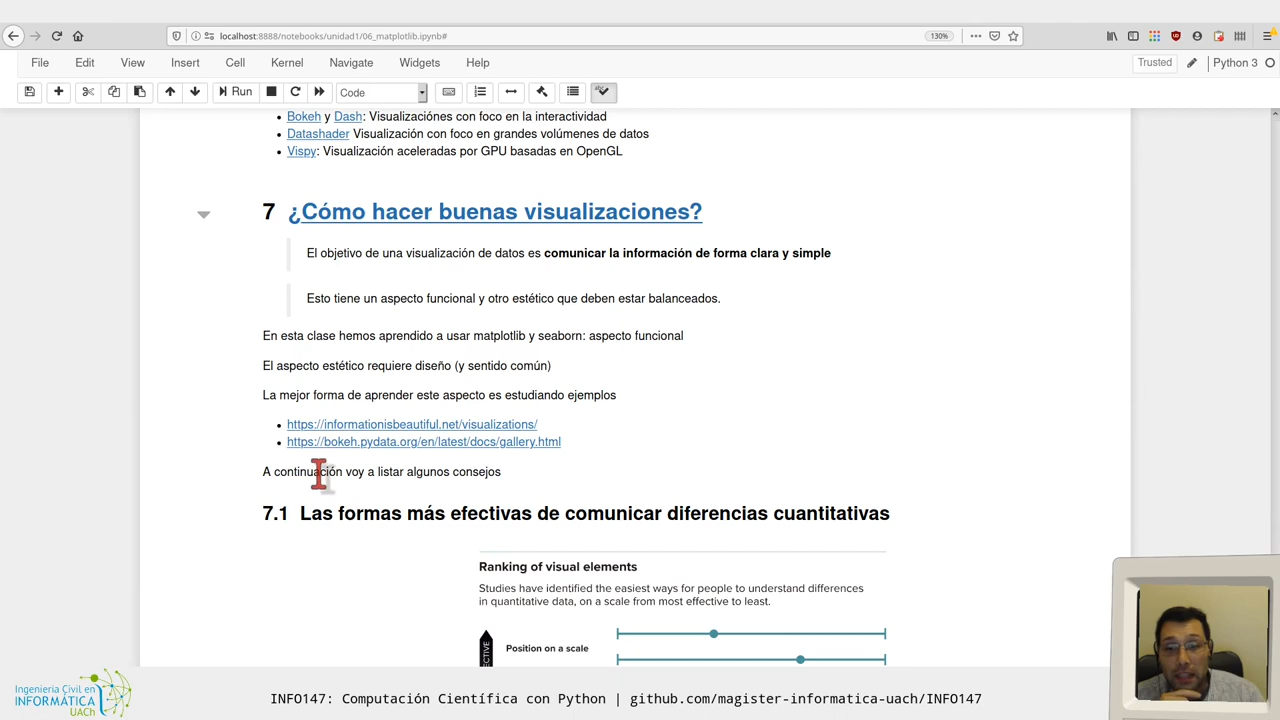 localhost:8888/notebooks/unidad1/06_matplotlib.ipynb#
130%
File Edit View Insert Cell Kernel Navigate Widgets Help
Trusted
Python 3
Run
Code
Bokeh y Dash: Visualizaciónes con foco en la interactividad
Datashader Visualización con foco en grandes volúmenes de datos
Vispy: Visualización aceleradas por GPU basadas en OpenGL
7 ¿Cómo hacer buenas visualizaciones?
El objetivo de una visualización de datos es comunicar la información de forma clara y simple
Esto tiene un aspecto funcional y otro estético que deben estar balanceados.
En esta clase hemos aprendido a usar matplotlib y seaborn: aspecto funcional
El aspecto estético requiere diseño (y sentido común)
La mejor forma de aprender este aspecto es estudiando ejemplos
https://informationisbeautiful.net/visualizations/
https://bokeh.pydata.org/en/latest/docs/gallery.html
A continuación voy a listar algunos consejos
7.1 Las formas más efectivas de comunicar diferencias cuantitativas
Ranking of visual elements
Studies have identified the easiest ways for people to understand differences
in quantitative data, on a scale from most effective to least.
Position on a scale
Ingeniería Civil en
INFORMÁTICA
UACh
INFO147: Computación Científica con Python | github.com/magister-informatica-uach/INFO147